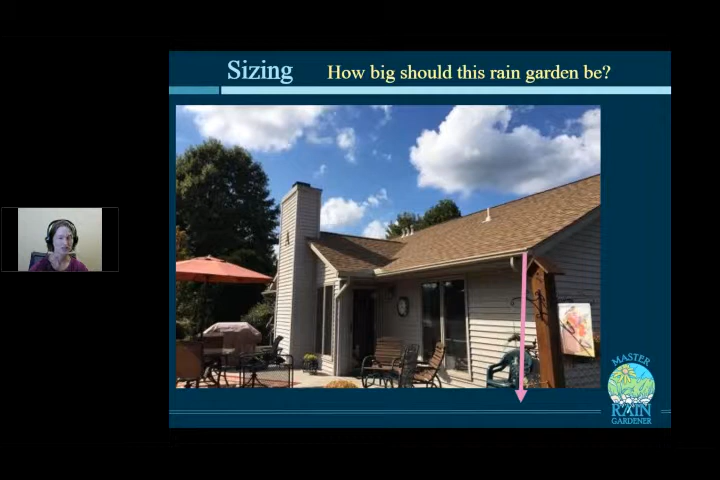 Sizing How big should this rain garden be?
MASTER
RAIN
GARDENER